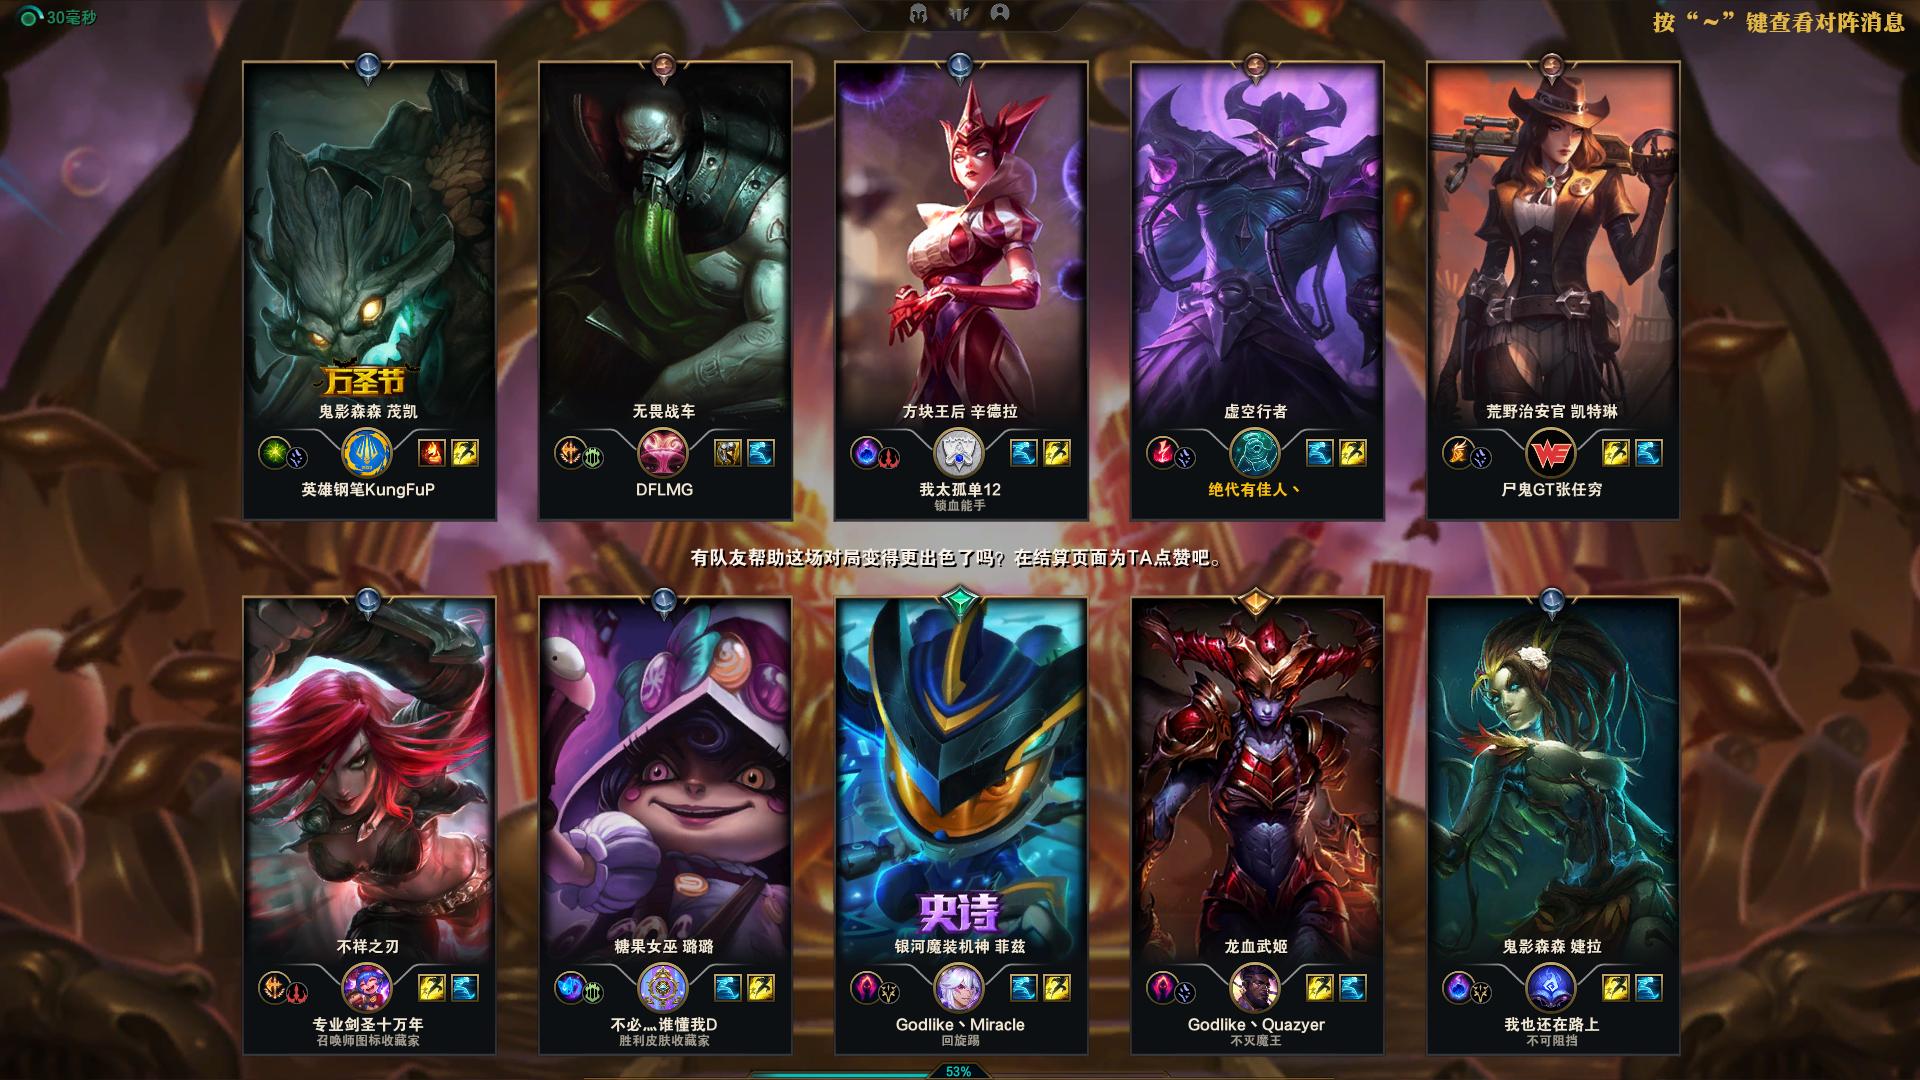 30毫秒
按“～”键查看对阵消息
万圣节
鬼影森森 茂凯
英雄钢笔KungFuP
无畏战车
DFLMG
方块王后 辛德拉
我太孤单12
锁血能手
虚空行者
绝代有佳人丶
荒野治安官 凯特琳
尸鬼GT张任穷
有队友帮助这场对局变得更出色了吗？在结算页面为TA点赞吧。
不祥之刃
专业剑圣十万年
召唤师图标收藏家
糖果女巫 璐璐
不必灬谁懂我D
胜利皮肤收藏家
史诗
银河魔装机神 菲兹
Godlike丶Miracle
回旋踢
龙血武姬
Godlike丶Quazyer
不灭魔王
鬼影森森 婕拉
我也还在路上
不可阻挡
53%